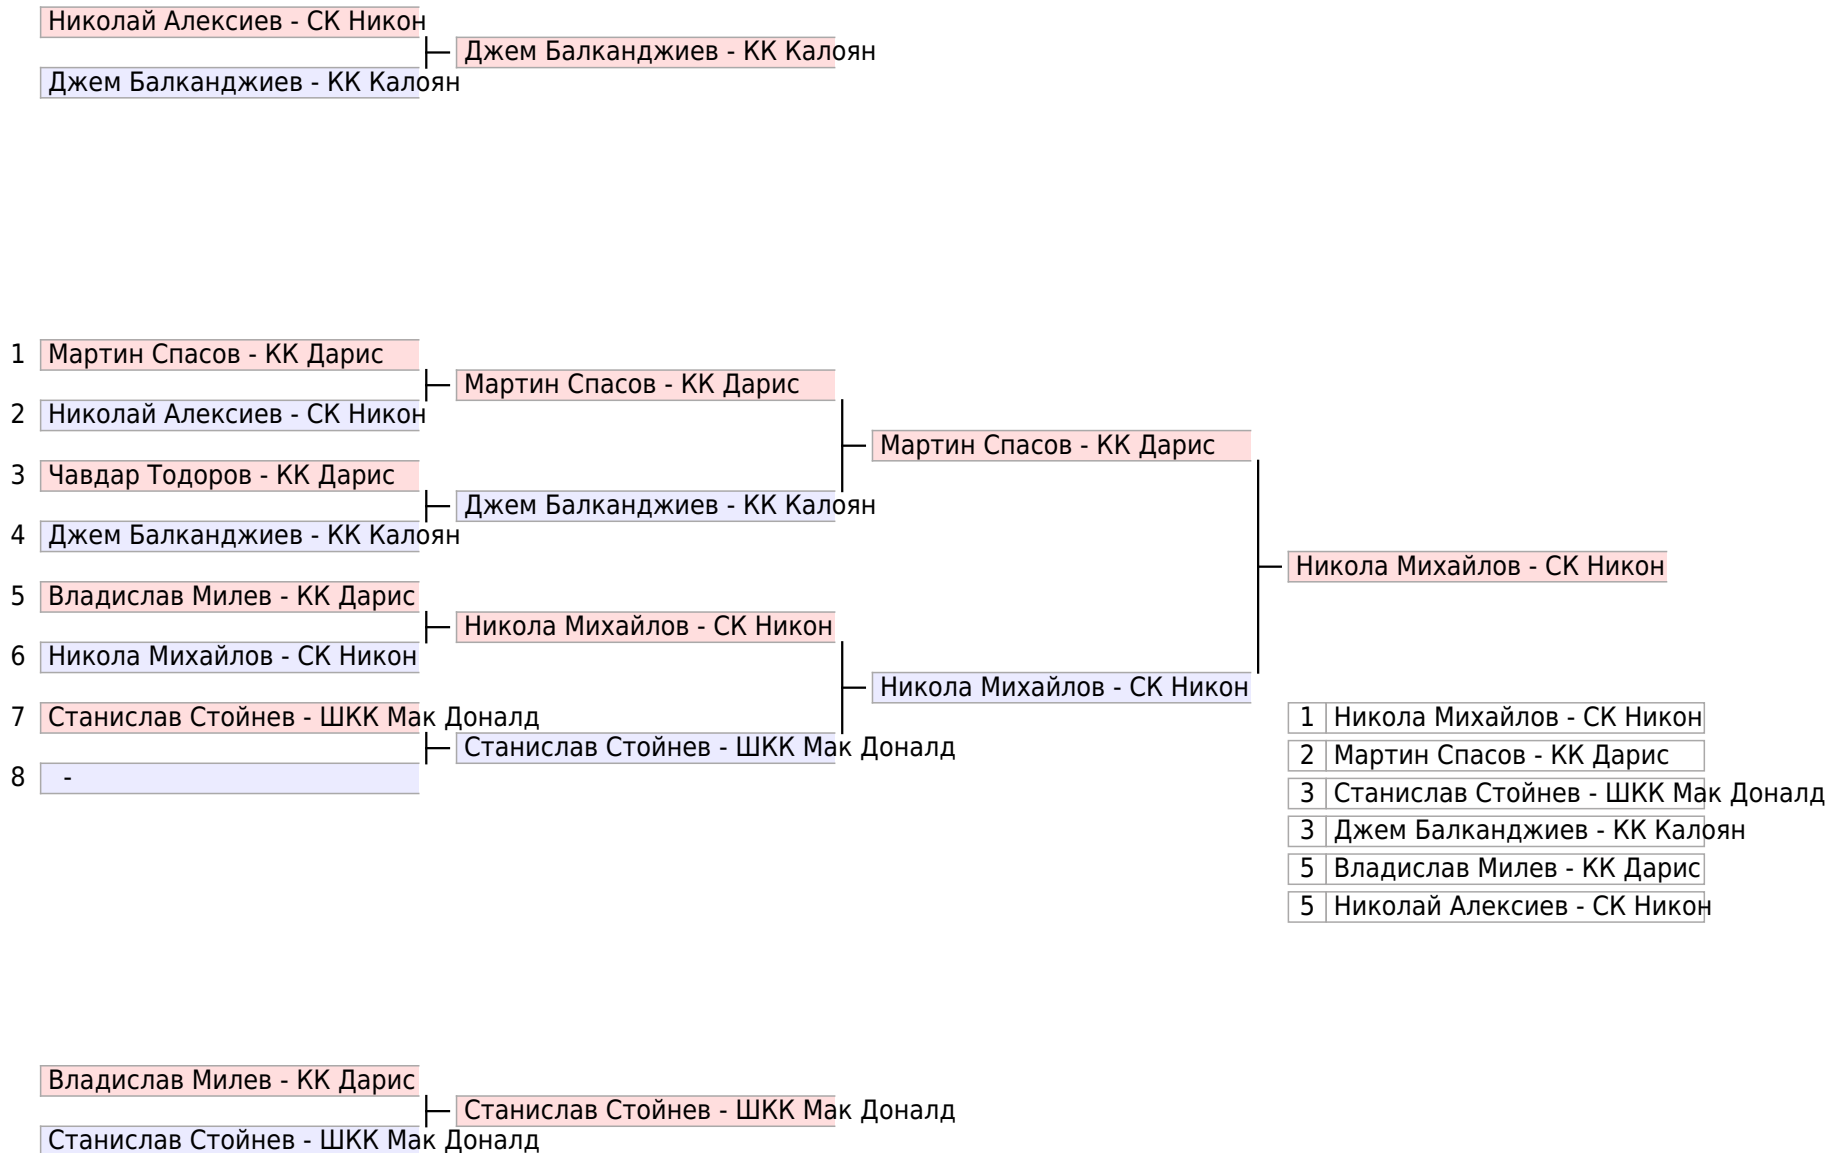 Николай Алексиев - СК Никон
Джем Балканджиев - КК Калоян
Джем Балканджиев - КК Калоян
1 Мартин Спасов - КК Дарис
Мартин Спасов - КК Дарис
2 Николай Алексиев - СК Никон
Мартин Спасов - КК Дарис
3 Чавдар Тодоров - КК Дарис
Джем Балканджиев - КК Калоян
4 Джем Балканджиев - КК Калоян
Никола Михайлов - СК Никон
5 Владислав Милев - КК Дарис
Никола Михайлов - СК Никон
6 Никола Михайлов - СК Никон
Никола Михайлов - СК Никон
7 Станислав Стойнев - ШКК Мак Доналд
Станислав Стойнев - ШКК Мак Доналд
8 -
1 Никола Михайлов - СК Никон
2 Мартин Спасов - КК Дарис
3 Станислав Стойнев - ШКК Мак Доналд
3 Джем Балканджиев - КК Калоян
5 Владислав Милев - КК Дарис
5 Николай Алексиев - СК Никон
Владислав Милев - КК Дарис
Станислав Стойнев - ШКК Мак Доналд
Станислав Стойнев - ШКК Мак Доналд